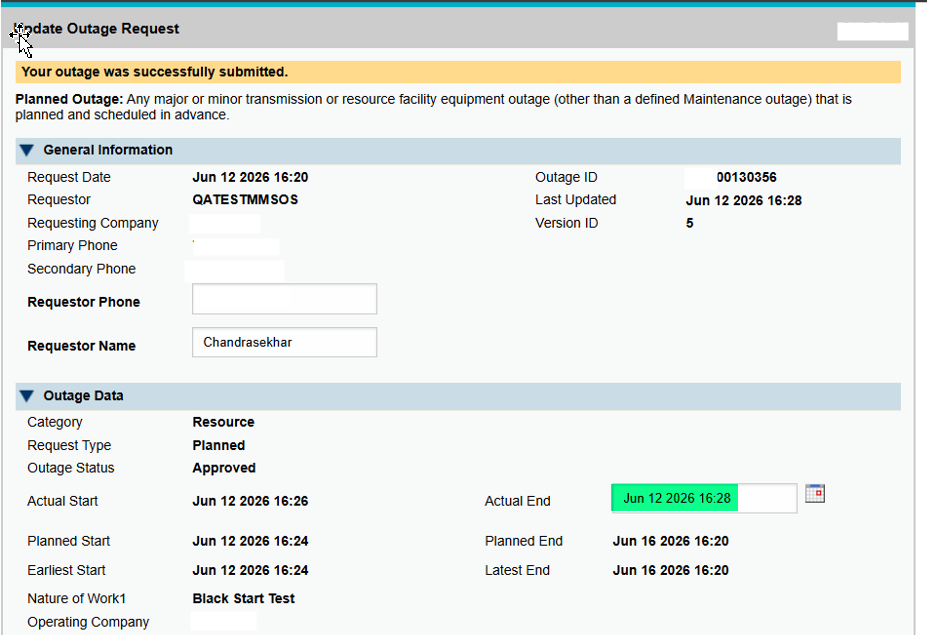 Update Outage Request
Your outage was successfully submitted.
Planned Outage: Any major or minor transmission or resource facility equipment outage (other than a defined Maintenance outage) that is
planned and scheduled in advance.
General Information
Request Date Jun 12 2026 16:20 Outage ID 00130356
Requestor QATESTMMSOS Last Updated Jun 12 2026 16:28
Requesting Company Version ID 5
Primary Phone
Secondary Phone
Requestor Phone
Requestor Name Chandrasekhar
Outage Data
Category Resource
Request Type Planned
Outage Status Approved
Actual Start Jun 12 2026 16:26 Actual End Jun 12 2026 16:28
Planned Start Jun 12 2026 16:24 Planned End Jun 16 2026 16:20
Earliest Start Jun 12 2026 16:24 Latest End Jun 16 2026 16:20
Nature of Work1 Black Start Test
Operating Company